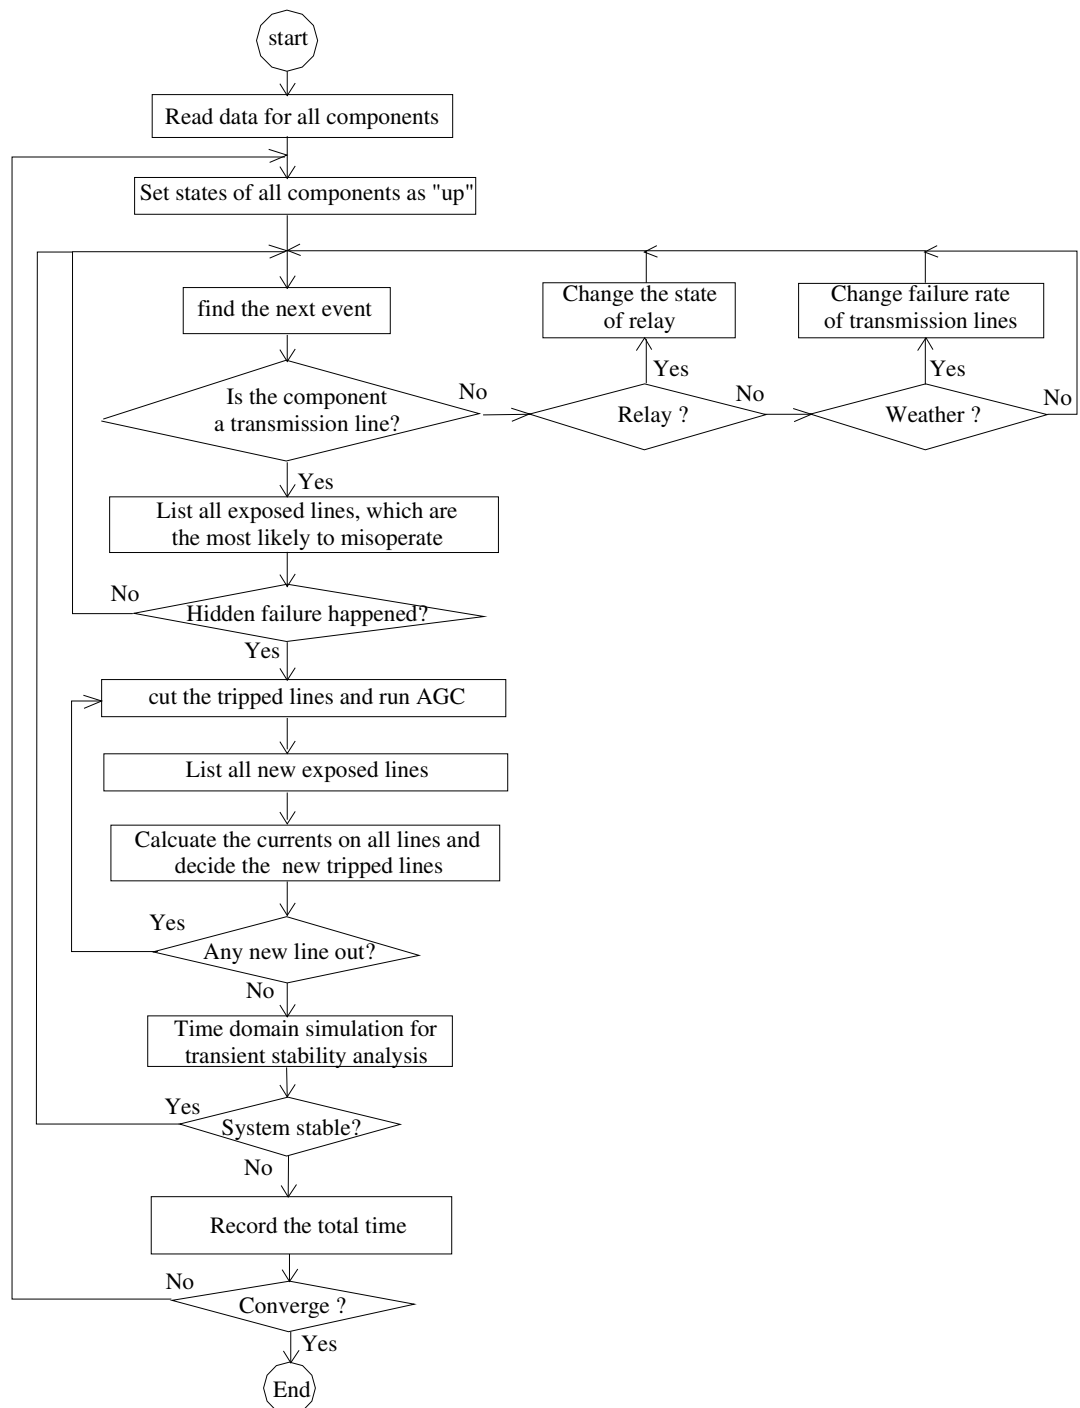 start
Read data for all components
Set states of all components as "up"
find the next event
Change the state
of relay
Change failure rate
of transmission lines
Is the component
a transmission line?
No
Yes
Relay ?
No
Yes
Weather ?
No
Yes
List all exposed lines, which are
the most likely to misoperate
No
Hidden failure happened?
Yes
cut the tripped lines and run AGC
List all new exposed lines
Calcuate the currents on all lines and
decide the new tripped lines
Yes
Any new line out?
No
Time domain simulation for
transient stability analysis
Yes
System stable?
No
Record the total time
No
Converge ?
Yes
End